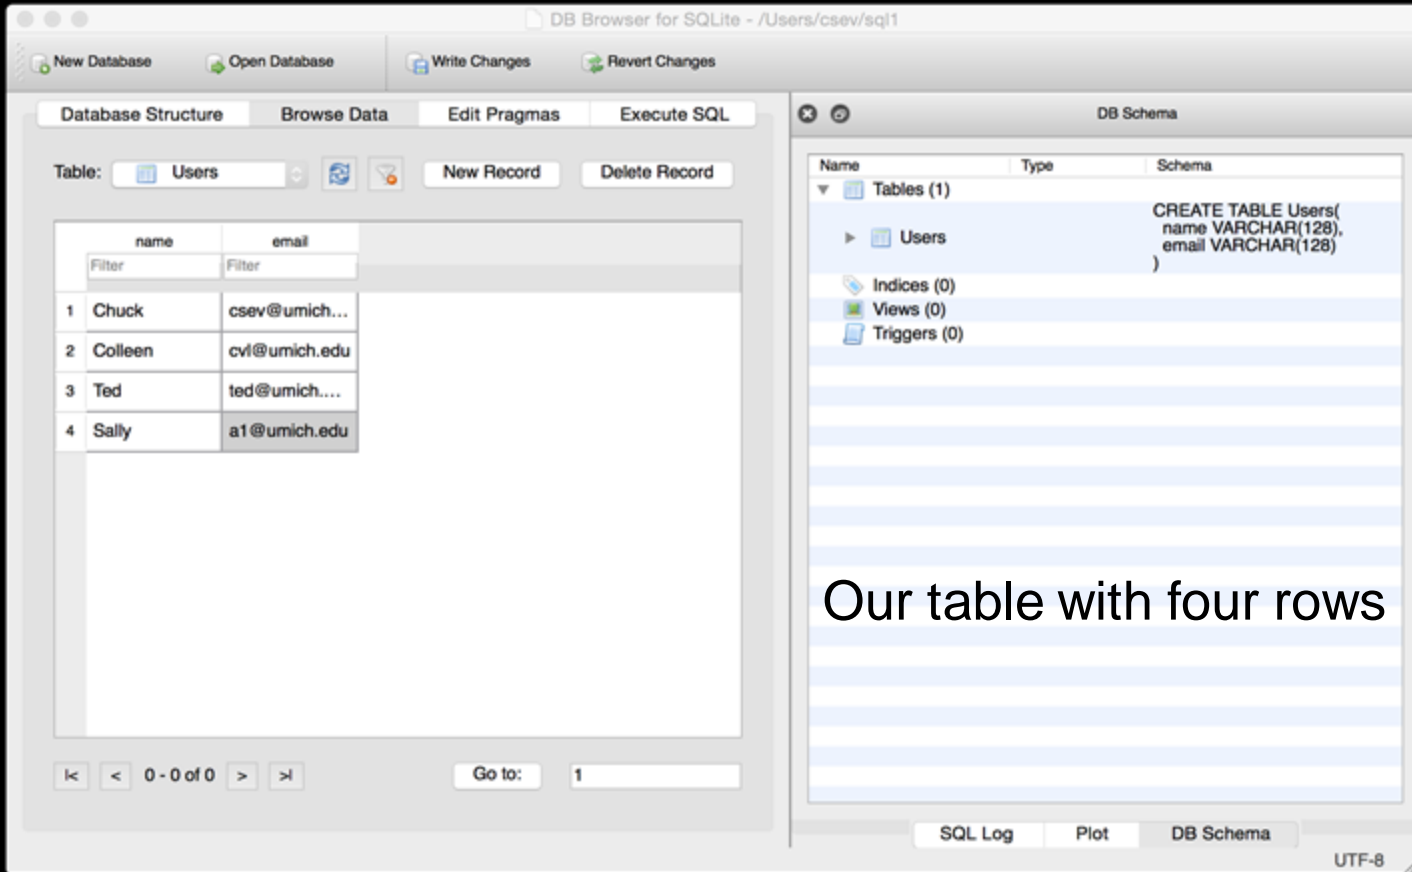 DB Browser for SQLite - /Users/csev/sql1
New Database Open Database Write Changes Revert Changes
Database Structure Browse Data Edit Pragmas Execute SQL
Table: Users New Record Delete Record
name email
Filter Filter
1 Chuck csev@umich...
2 Colleen cvl@umich.edu
3 Ted ted@umich....
4 Sally a1@umich.edu
0 - 0 of 0 Go to: 1
DB Schema
Name Type Schema
Tables (1)
Users
CREATE TABLE Users(
name VARCHAR(128),
email VARCHAR(128)
)
Indices (0)
Views (0)
Triggers (0)
Our table with four rows
SQL Log Plot DB Schema
UTF-8